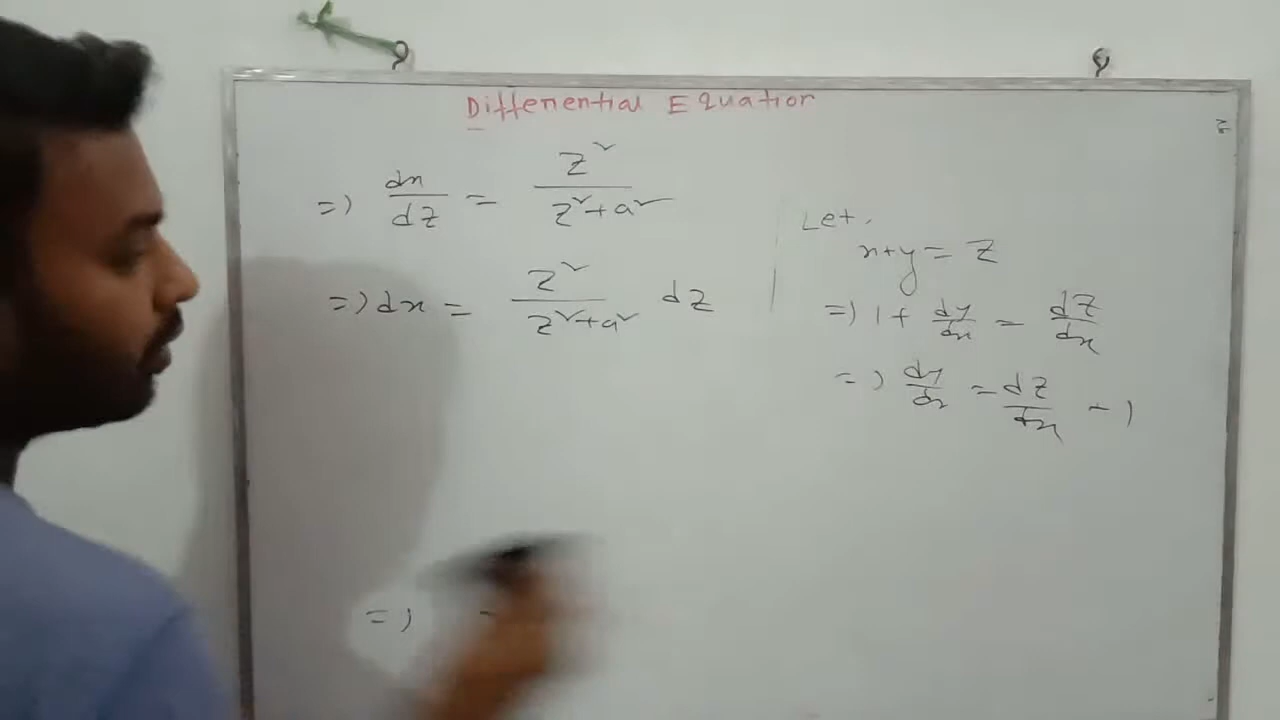 Differential Equation
=) dx/dz = z²/(z²+a²)
=) dx = z²/(z²+a²) dz
=)
Let,
x+y = z
=) 1 + dy/dx = dz/dx
=) dy/dx = dz/dx - 1